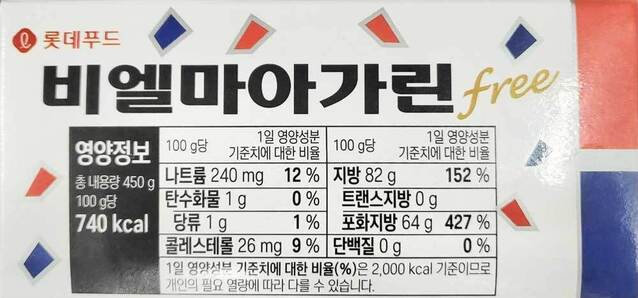 롯데푸드
비엘마아가린 free
영양정보
총 내용량 450 g
100 g당
740 kcal
100 g당 1일 영양성분 기준치에 대한 비율
100 g당 1일 영양성분 기준치에 대한 비율
나트륨 240 mg 12 % 지방 82 g 152 %
탄수화물 1 g 0 % 트랜스지방 0 g
당류 1 g 1 % 포화지방 64 g 427 %
콜레스테롤 26 mg 9 % 단백질 0 g 0 %
1일 영양성분 기준치에 대한 비율(%)은 2,000 kcal 기준이므로
개인의 필요 열량에 따라 다를 수 있습니다.